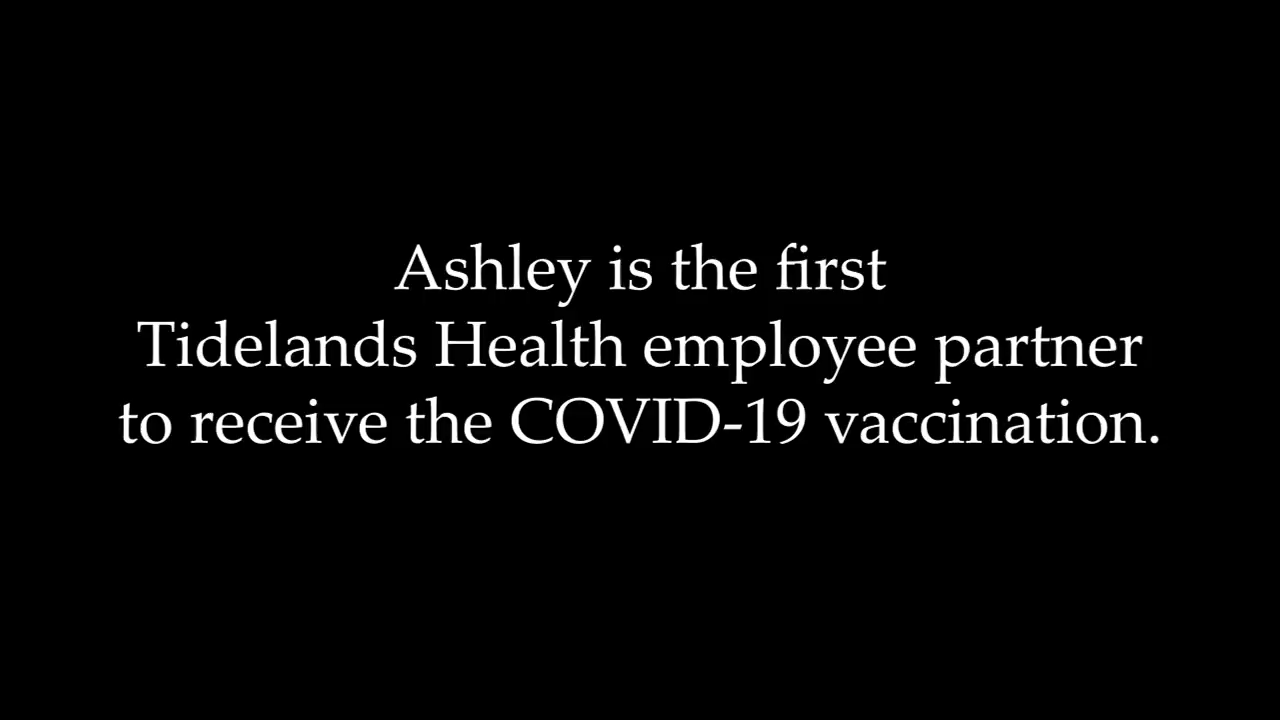 Ashley is the first
Tidelands Health employee partner
to receive the COVID-19 vaccination.